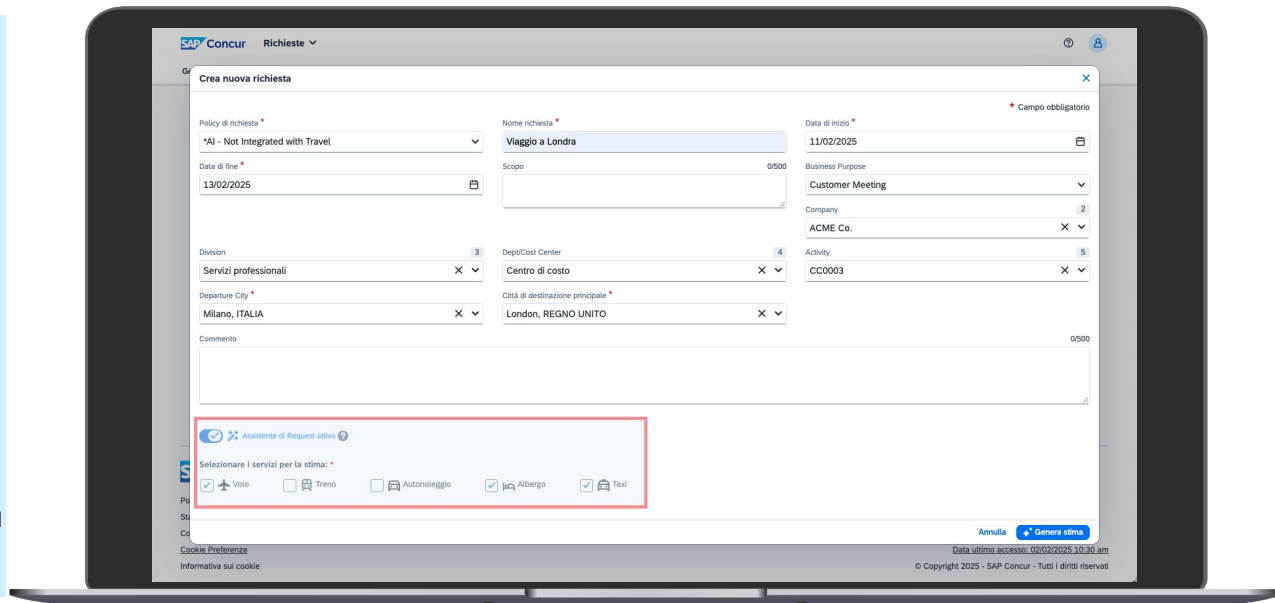 SAP Concur Richieste
Crea nuova richiesta
* Campo obbligatorio
Policy di richiesta * Nome richiesta * Data di inizio *
*AI - Not Integrated with Travel Viaggio a Londra 11/02/2025
Data di fine * Scopo 0/500 Business Purpose
13/02/2025 Customer Meeting
Company 2
ACME Co.
Division 3 Dept/Cost Center 4 Activity 5
Servizi professionali Centro di costo CC0003
Departure City * Città di destinazione principale *
Milano, ITALIA London, REGNO UNITO
Commento 0/500
Assistente di Request attivo
Selezionare i servizi per la stima: *
Volo Treno Autonoleggio Albergo Taxi
Annulla Genera stima
Cookie Preferenze Data ultimo accesso: 02/02/2025 10:30 am
Informativa sui cookie © Copyright 2025 - SAP Concur - Tutti i diritti riservati